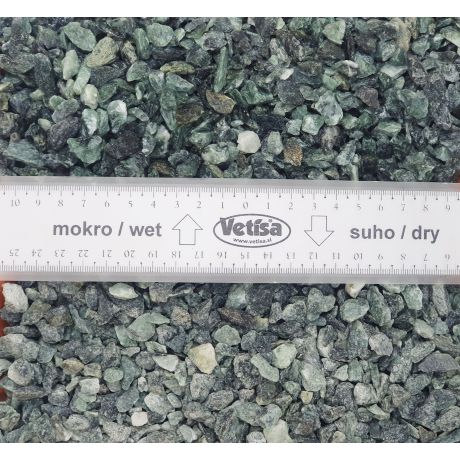 10 9 8 7 6 5 4 3 2 1 0 1 2 3 4 5 6 7 8 9
mokro / wet Vetisa suho / dry
www.vetisa.si
25 24 23 22 21 20 19 18 17 16 15 14 13 12 11 10 9 8 7 6